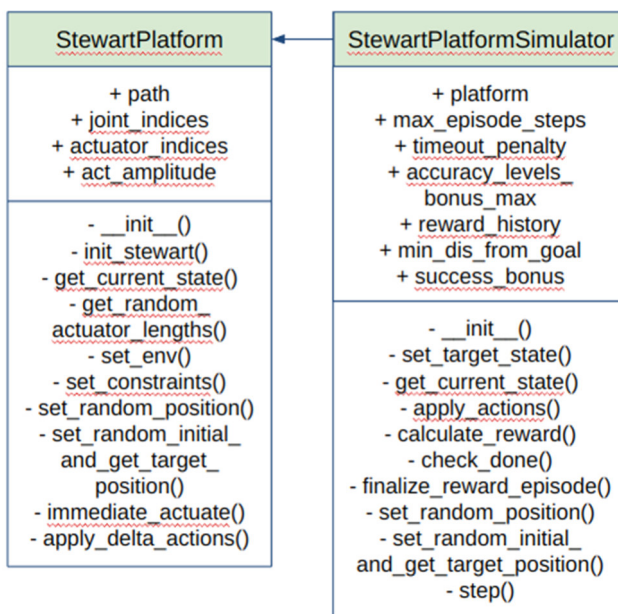 StewartPlatform
+ path
+ joint_indices
+ actuator_indices
+ act_amplitude
- __init__()
- init_stewart()
- get_current_state()
- get_random_
actuator_lengths()
- set_env()
- set_constraints()
- set_random_position()
- set_random_initial_
and_get_target_
position()
- immediate_actuate()
- apply_delta_actions()
StewartPlatformSimulator
+ platform
+ max_episode_steps
+ timeout_penalty
+ accuracy_levels_
bonus_max
+ reward_history
+ min_dis_from_goal
+ success_bonus
- __init__()
- set_target_state()
- get_current_state()
- apply_actions()
- calculate_reward()
- check_done()
- finalize_reward_episode()
- set_random_position()
- set_random_initial_
and_get_target_position()
- step()